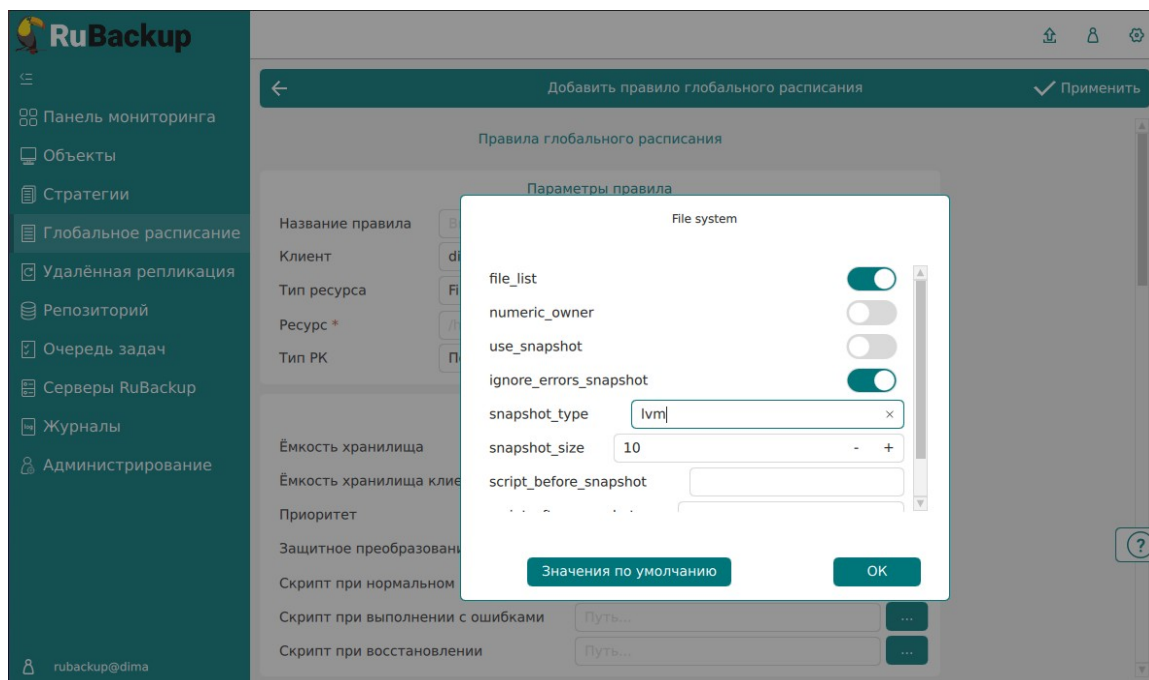 RuBackup
Добавить правило глобального расписания
Применить
Панель мониторинга
Объекты
Стратегии
Глобальное расписание
Удалённая репликация
Репозиторий
Очередь задач
Серверы RuBackup
Журналы
Администрирование
rubackup@dima
Правила глобального расписания
Параметры правила
Название правила
Клиент
Тип ресурса
Ресурс *
Тип РК
Ёмкость хранилища
Ёмкость хранилища
Приоритет
Защитное
Скрипт при нормальном
Скрипт при выполнении с ошибками Путь... ...
Скрипт при восстановлении Путь... ...
File system
file_list
numeric_owner
use_snapshot
ignore_errors_snapshot
snapshot_type lvm ×
snapshot_size 10 - +
script_before_snapshot
Значения по умолчанию
ОК
?